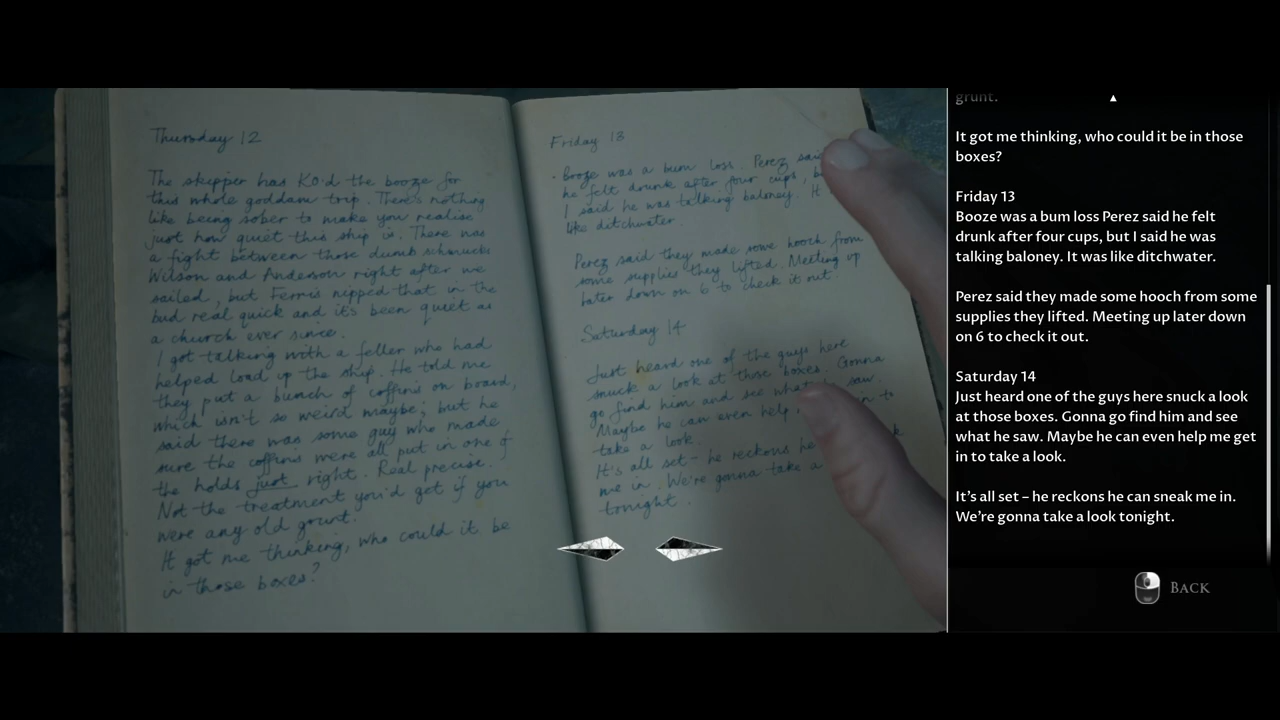 Thursday 12
The skipper has KO'd the booze for
this whole goddam trip. There's nothing
like being sober to make you realise
just how quiet this ship is. There was
a fight between those dumb schmucks
Wilson and Anderson right after we
sailed, but Ferris nipped that in the
bud real quick and it's been quiet as
a church ever since.
I got talking with a feller who had
helped load up the ship. He told me
they put a bunch of coffins on board,
which isn't so weird maybe; but he
said there was some guy who made
sure the coffins were all put in one of
the holds just right. Real precise.
Not the treatment you'd get if you
were any old grunt.
It got me thinking, who could it be
in those boxes?
Friday 13
Booze was a bum loss Perez said
he felt drunk after four cups, b
I said he was talking baloney. It
like ditchwater
Perez said they made some hooch from
some supplies they lifted. Meeting up
later down on 6 to check it out
Saturday 14
Just heard one of the guys here
snuck a look at those boxes. Gonna
go find him and see what saw.
Maybe he can even help n to
take a look.
It's all set - he reckons he k
me in. We're gonna take a
tonight.
grunt.
It got me thinking, who could it be in those
boxes?
Friday 13
Booze was a bum loss Perez said he felt
drunk after four cups, but I said he was
talking baloney. It was like ditchwater.
Perez said they made some hooch from some
supplies they lifted. Meeting up later down
on 6 to check it out.
Saturday 14
Just heard one of the guys here snuck a look
at those boxes. Gonna go find him and see
what he saw. Maybe he can even help me get
in to take a look.
It's all set – he reckons he can sneak me in.
We're gonna take a look tonight.
BACK